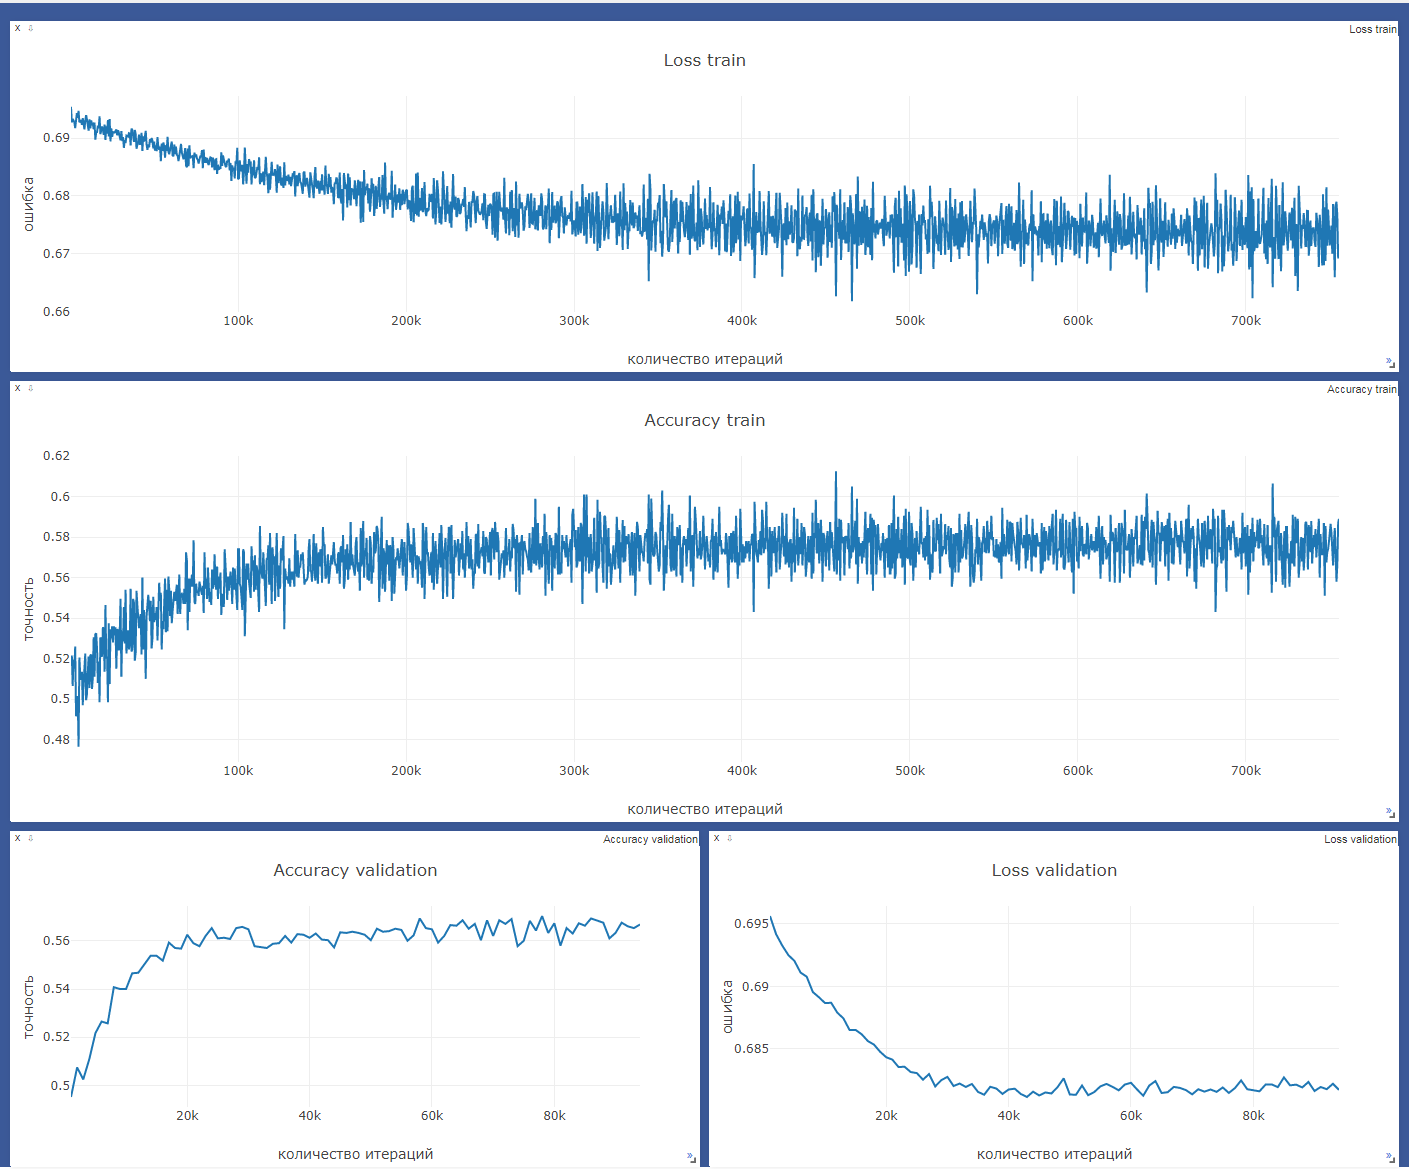 X ⇩ Loss train
Loss train
0.69
0.68
0.67
0.66
ошибка
100k 200k 300k 400k 500k 600k 700k
количество итераций
»
X ⇩ Accuracy train
Accuracy train
0.62
0.6
0.58
0.56
0.54
0.52
0.5
0.48
точность
100k 200k 300k 400k 500k 600k 700k
количество итераций
»
X ⇩ Accuracy validation
Accuracy validation
0.56
0.54
0.52
0.5
точность
20k 40k 60k 80k
количество итераций
»
X ⇩ Loss validation
Loss validation
0.695
0.69
0.685
ошибка
20k 40k 60k 80k
количество итераций
»